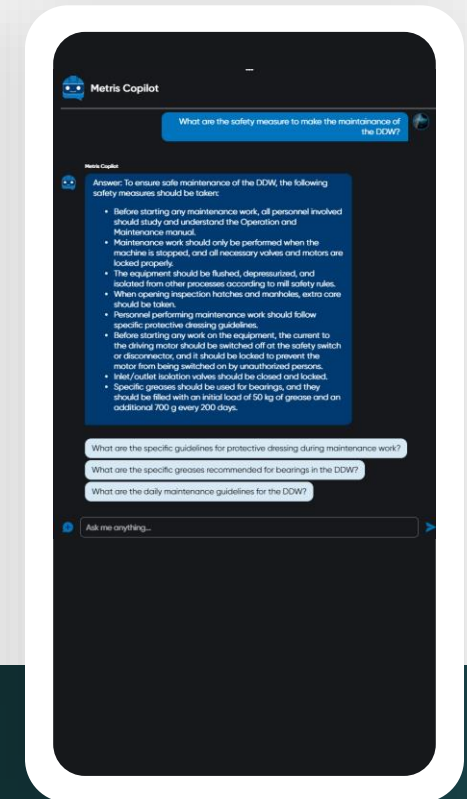 Metris Copilot
What are the safety measure to make the maintainance of
the DDW?
Metris Copilot
Answer: To ensure safe maintenance of the DDW, the following
safety measures should be taken:
• Before starting any maintenance work, all personnel involved
should study and understand the Operation and
Maintenance manual.
• Maintenance work should only be performed when the
machine is stopped, and all necessary valves and motors are
locked properly.
• The equipment should be flushed, depressurized, and
isolated from other processes according to mill safety rules.
• When opening inspection hatches and manholes, extra care
should be taken.
• Personnel performing maintenance work should follow
specific protective dressing guidelines.
• Before starting any work on the equipment, the current to
the driving motor should be switched off at the safety switch
or disconnector, and it should be locked to prevent the
motor from being switched on by unauthorized persons.
• Inlet/outlet isolation valves should be closed and locked.
• Specific greases should be used for bearings, and they
should be filled with an initial load of 50 kg of grease and an
additional 700 g every 200 days.
What are the specific guidelines for protective dressing during maintenance work?
What are the specific greases recommended for bearings in the DDW?
What are the daily maintenance guidelines for the DDW?
Ask me anything...